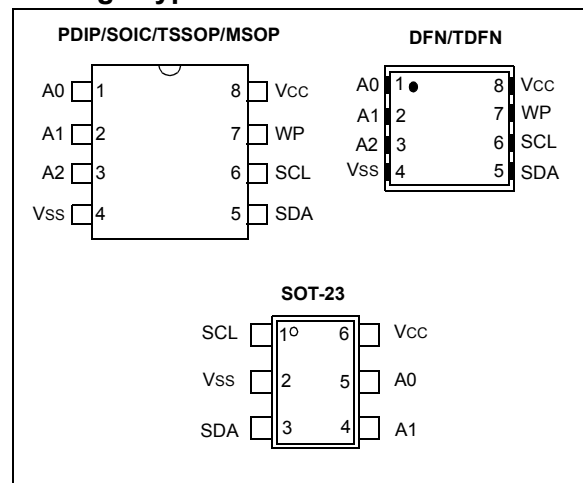 PDIP/SOIC/TSSOP/MSOP
A0 1 8 VCC
A1 2 7 WP
A2 3 6 SCL
VSS 4 5 SDA
DFN/TDFN
A0 1 8 VCC
A1 2 7 WP
A2 3 6 SCL
VSS 4 5 SDA
SOT-23
SCL 1 6 VCC
VSS 2 5 A0
SDA 3 4 A1